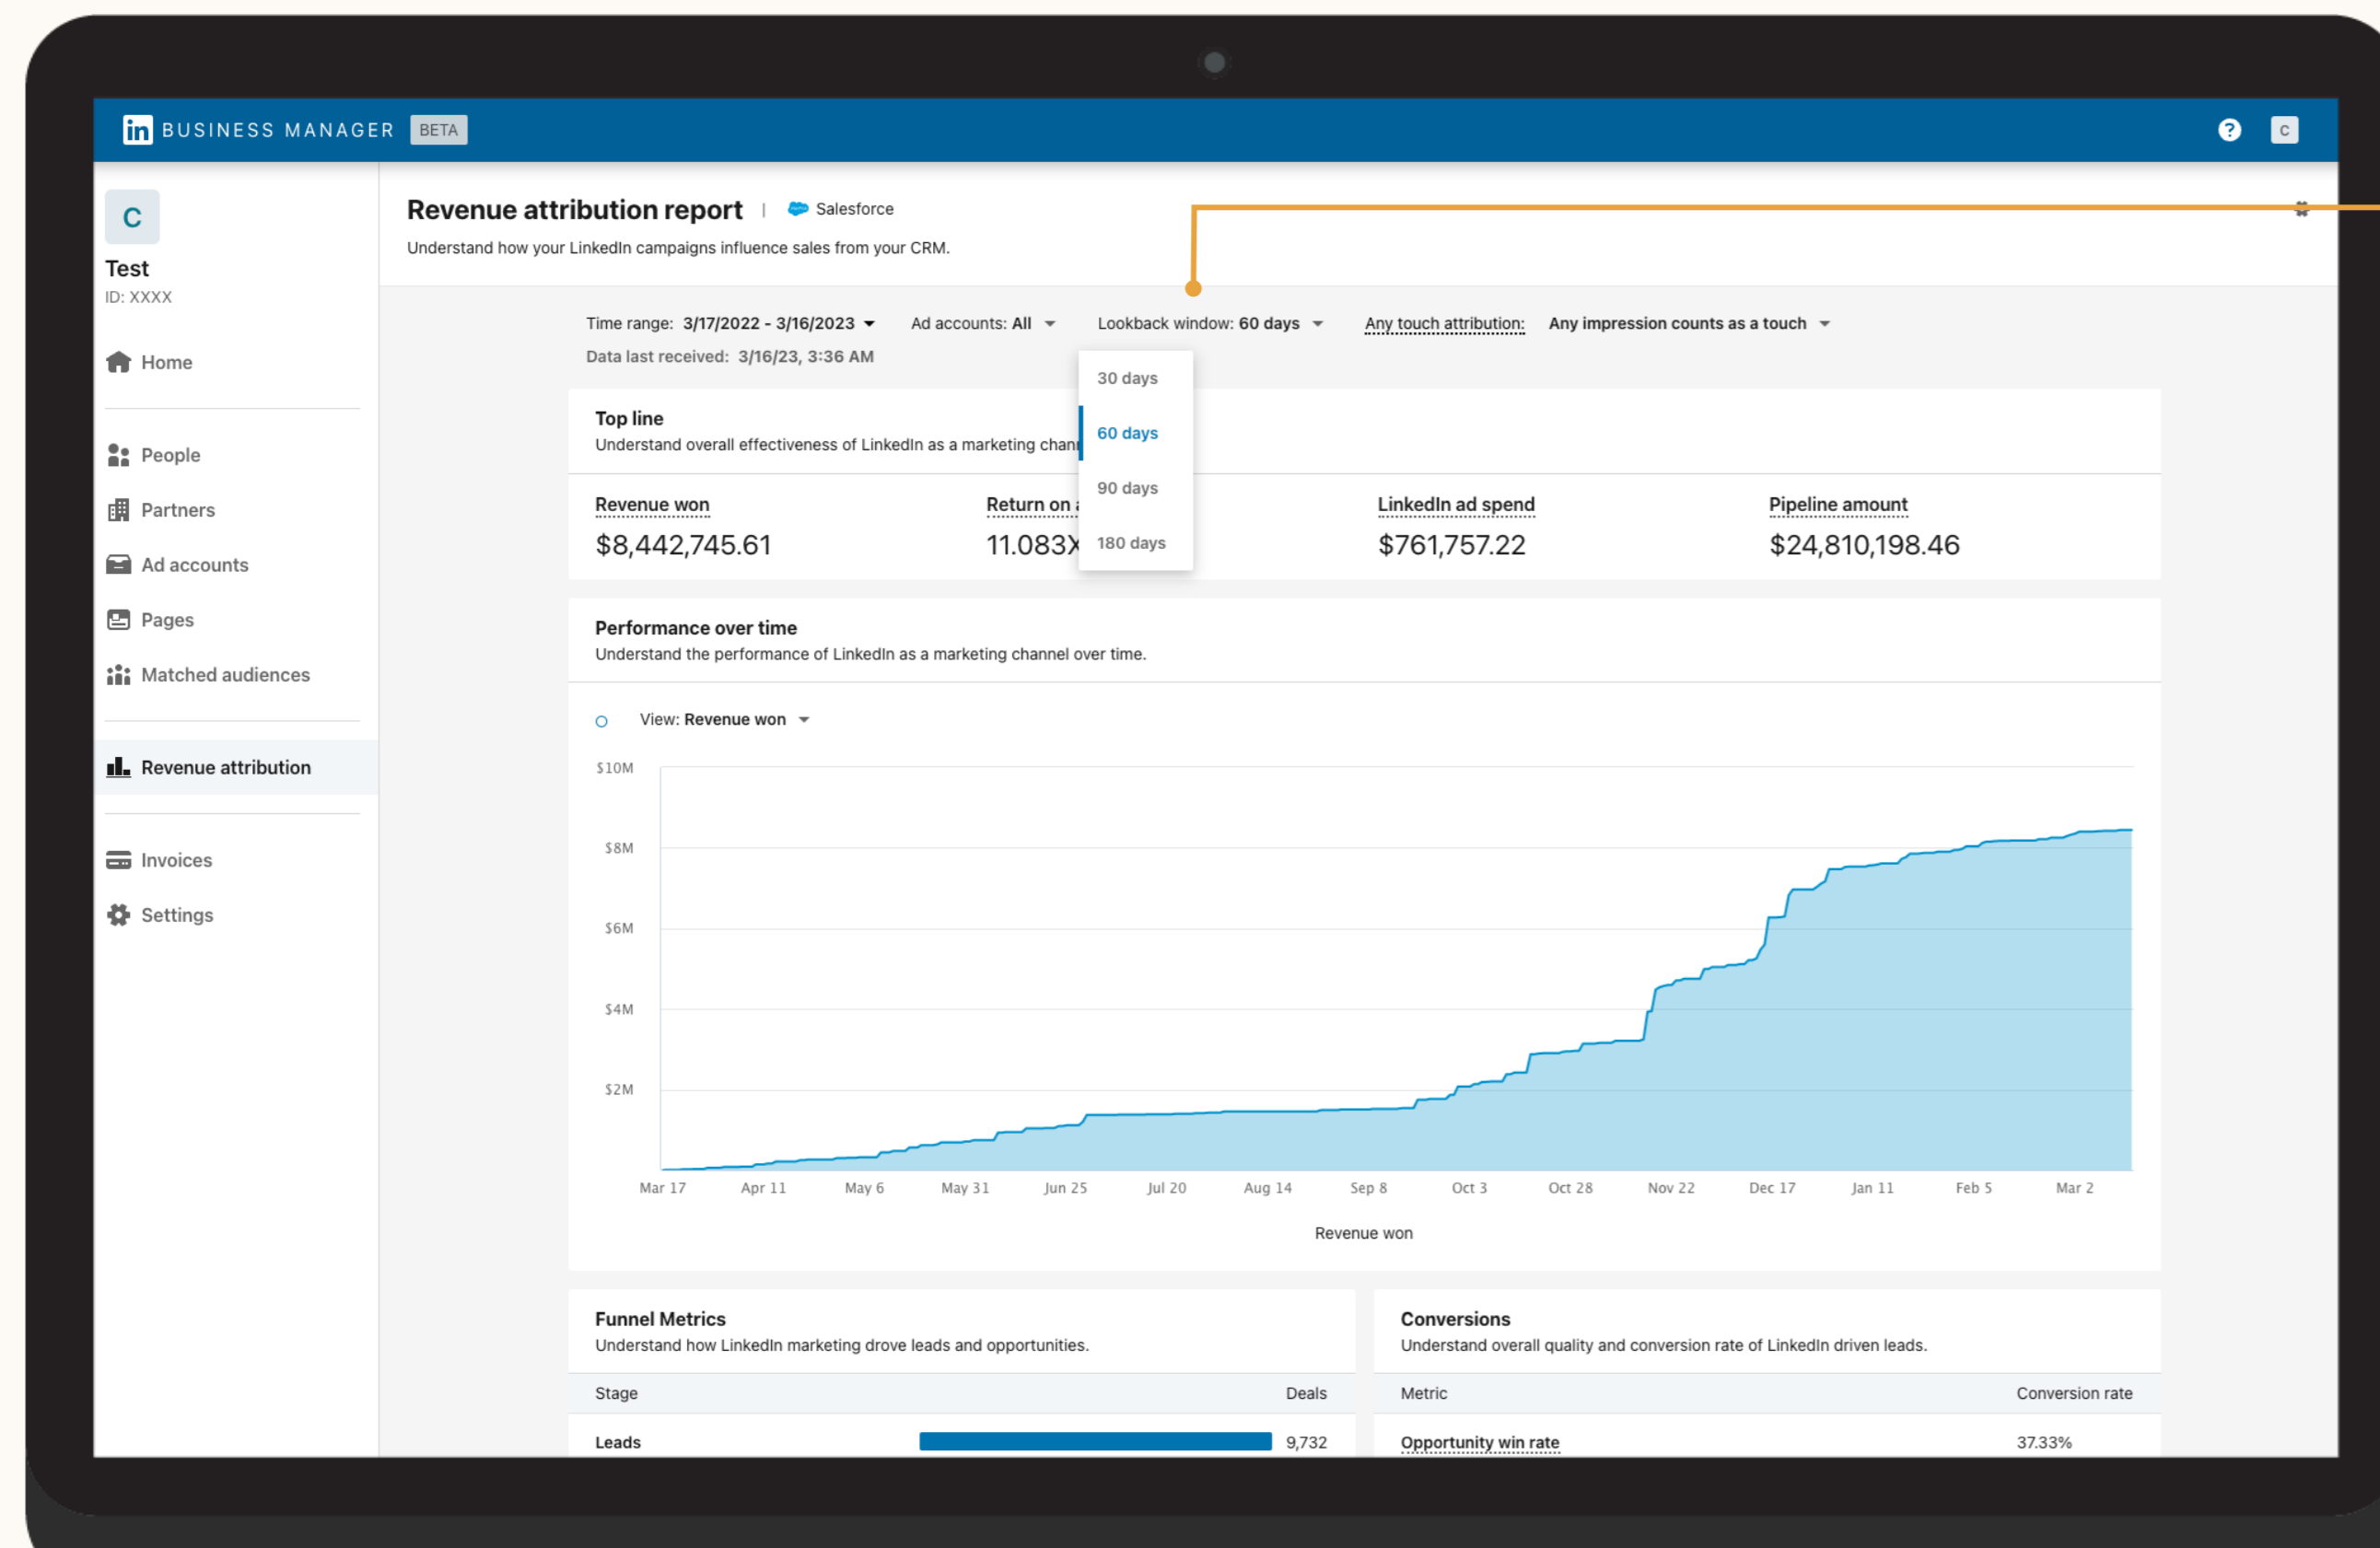 in BUSINESS MANAGER BETA ? C
C
Test
ID: XXXX
Home
People
Partners
Ad accounts
Pages
Matched audiences
Revenue attribution
Invoices
Settings
Revenue attribution report | Salesforce
Understand how your LinkedIn campaigns influence sales from your CRM.
Time range: 3/17/2022 - 3/16/2023 Ad accounts: All Lookback window: 60 days Any touch attribution: Any impression counts as a touch
Data last received: 3/16/23, 3:36 AM
30 days
60 days
90 days
180 days
Top line
Understand overall effectiveness of LinkedIn as a marketing
Revenue won Return on LinkedIn ad spend Pipeline amount
$8,442,745.61 11.083X $761,757.22 $24,810,198.46
Performance over time
Understand the performance of LinkedIn as a marketing channel over time.
View: Revenue won
$10M
$8M
$6M
$4M
$2M
Mar 17 Apr 11 May 6 May 31 Jun 25 Jul 20 Aug 14 Sep 8 Oct 3 Oct 28 Nov 22 Dec 17 Jan 11 Feb 5 Mar 2
Revenue won
Funnel Metrics
Understand how LinkedIn marketing drove leads and opportunities.
Stage Deals
Leads 9,732
Conversions
Understand overall quality and conversion rate of LinkedIn driven leads.
Metric Conversion rate
Opportunity win rate 37.33%